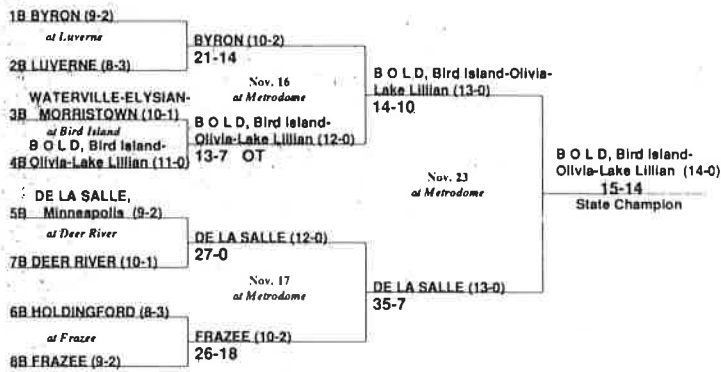 1B BYRON (9-2)
at Luverne
2B LUVERNE (8-3)
WATERVILLE-ELYSIAN-
3B MORRISTOWN (10-1)
at Bird Island
B O L D, Bird Island-
4B Olivia-Lake Lillian (11-0)
DE LA SALLE,
5B Minneapolis (9-2)
at Deer River
7B DEER RIVER (10-1)
6B HOLDINGFORD (8-3)
at Frazee
8B FRAZEE (9-2)
BYRON (10-2)
21-14
Nov. 16
at Metrodome
B O L D, Bird Island-
Olivia-Lake Lillian (12-0)
13-7 OT
DE LA SALLE (12-0)
27-0
Nov. 17
at Metrodome
FRAZEE (10-2)
26-18
B O L D, Bird Island-Olivia-
Lake Lillian (13-0)
14-10
Nov. 23
at Metrodome
DE LA SALLE (13-0)
35-7
B O L D, Bird Island-
Olivia-Lake Lillian (14-0)
15-14
State Champion